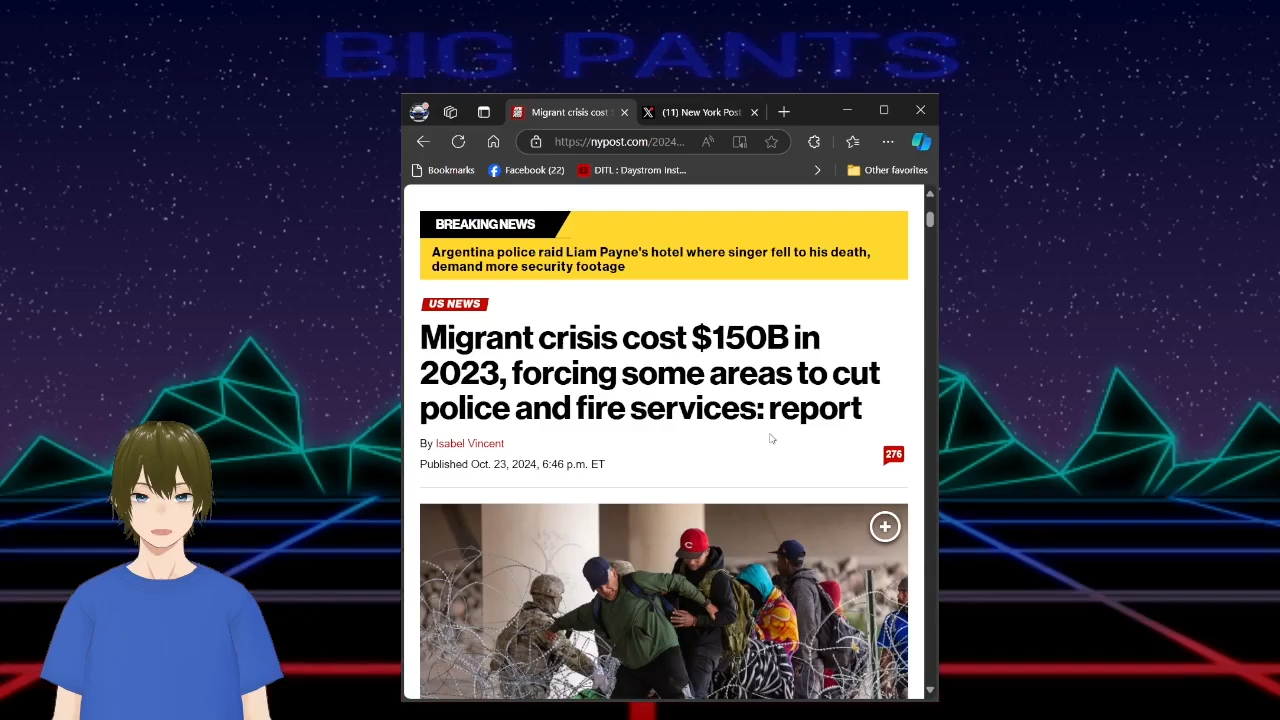 BIG PANTS
Migrant crisis cost
(11) New York Post
https://nypost.com/2024...
Bookmarks
Facebook (22)
DITL : Daystrom Inst...
Other favorites
BREAKING NEWS
Argentina police raid Liam Payne's hotel where singer fell to his death,
demand more security footage
US NEWS
Migrant crisis cost $150B in
2023, forcing some areas to cut
police and fire services: report
By Isabel Vincent
Published Oct. 23, 2024, 6:46 p.m. ET
276